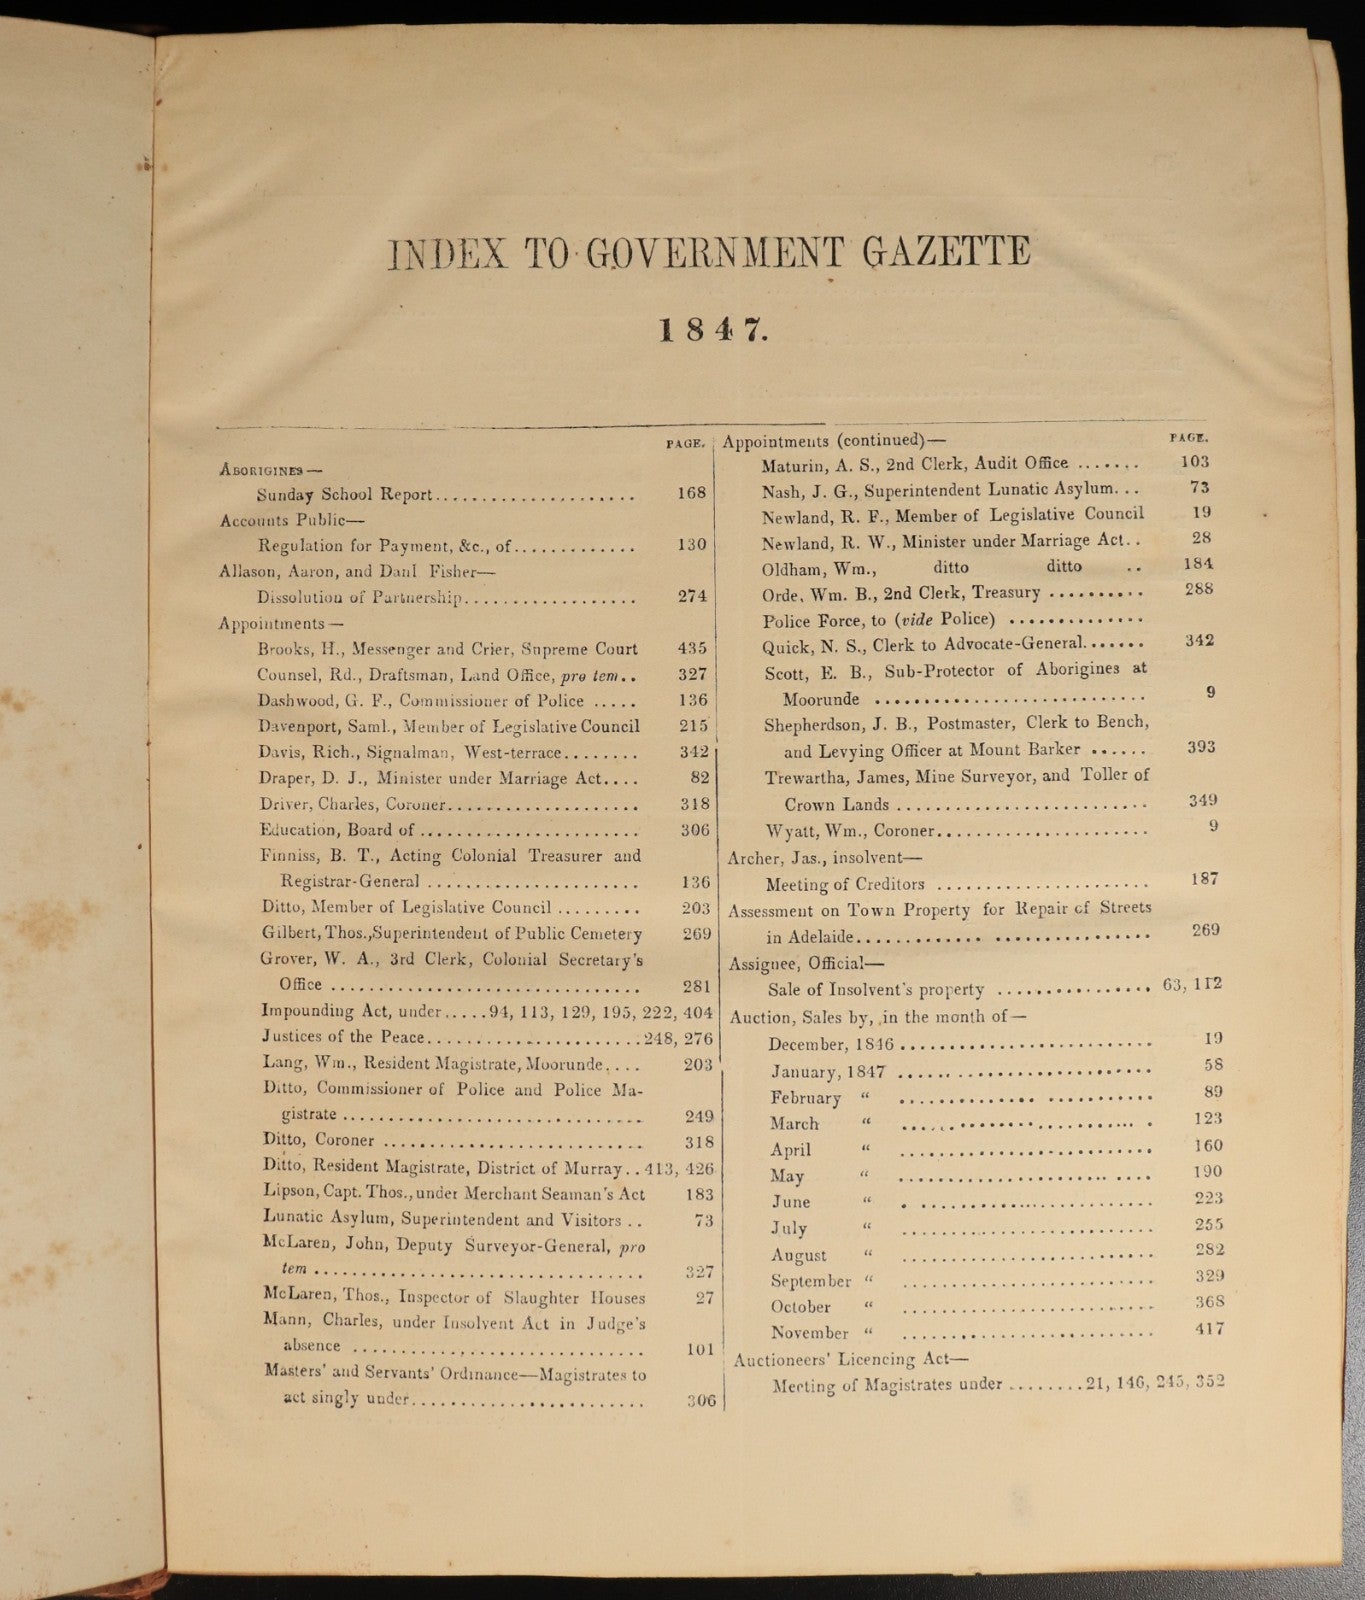 INDEX TO GOVERNMENT GAZETTE
1847.
PAGE.
ABORIGINES—
Sunday School Report...................... 168
Accounts Public—
Regulation for Payment, &c., of............. 130
Allason, Aaron, and Danl Fisher—
Dissolution of Partnership.................. 274
Appointments—
Brooks, H., Messenger and Crier, Supreme Court 435
Counsel, Rd., Draftsman, Land Office, pro tem.. 327
Dashwood, G. F., Commissioner of Police ..... 136
Davenport, Saml., Member of Legislative Council 215
Davis, Rich., Signalman, West-terrace........ 342
Draper, D. J., Minister under Marriage Act.... 82
Driver, Charles, Coroner.................... 318
Education, Board of ....................... 306
Finniss, B. T., Acting Colonial Treasurer and
Registrar-General ...................... 136
Ditto, Member of Legislative Council ......... 203
Gilbert, Thos.,Superintendent of Public Cemetery 269
Grover, W. A., 3rd Clerk, Colonial Secretary's
Office ................................ 281
Impounding Act, under.....94, 113, 129, 195, 222, 404
Justices of the Peace.......................248, 276
Lang, Wm., Resident Magistrate, Moorunde.... 203
Ditto, Commissioner of Police and Police Ma-
gistrate ................................ 249
Ditto, Coroner ............................ 318
Ditto, Resident Magistrate, District of Murray..413, 426
Lipson, Capt. Thos., under Merchant Seaman's Act 183
Lunatic Asylum, Superintendent and Visitors .. 73
McLaren, John, Deputy Surveyor-General, pro
tem .................................. 327
McLaren, Thos., Inspector of Slaughter Houses 27
Mann, Charles, under Insolvent Act in Judge's
absence .............................. 101
Masters' and Servants' Ordinance—Magistrates to
act singly under......................... 306
PAGE.
Appointments (continued)—
Maturin, A. S., 2nd Clerk, Audit Office ....... 103
Nash, J. G., Superintendent Lunatic Asylum... 73
Newland, R. F., Member of Legislative Council 19
Newland, R. W., Minister under Marriage Act.. 28
Oldham, Wm., ditto ditto .. 184
Orde, Wm. B., 2nd Clerk, Treasury .......... 288
Police Force, to (vide Police) ..............
Quick, N. S., Clerk to Advocate-General....... 342
Scott, E. B., Sub-Protector of Aborigines at
Moorunde ............................ 9
Shepherdson, J. B., Postmaster, Clerk to Bench,
and Levying Officer at Mount Barker ...... 393
Trewartha, James, Mine Surveyor, and Toller of
Crown Lands .......................... 349
Wyatt, Wm., Coroner...................... 9
Archer, Jas., insolvent—
Meeting of Creditors ...................... 187
Assessment on Town Property for Repair of Streets
in Adelaide............. ................ 269
Assignee, Official—
Sale of Insolvent's property ................ 63, 112
Auction, Sales by, in the month of—
December, 1846 .......................... 19
January, 1847 .......................... 58
February “ .............. ........... 89
March “ .......................... 123
April “ .......................... 160
May “ .......................... 190
June “ .......................... 223
July “ .......................... 255
August “ .......................... 282
September “ .......................... 329
October “ .......................... 368
November “ .......................... 417
Auctioneers' Licencing Act—
Meeting of Magistrates under ........21, 146, 245, 352